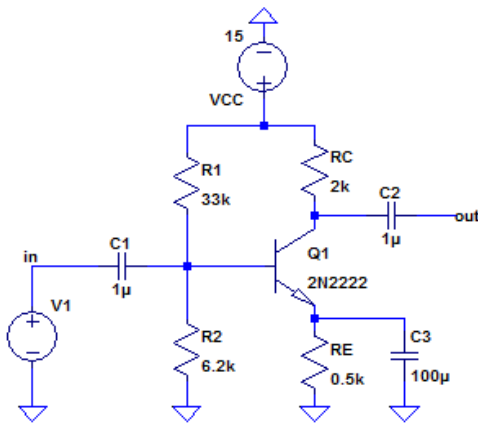 15
VCC
R1
33k
RC
2k
C2
1µ
out
in
C1
1µ
Q1
2N2222
V1
R2
6.2k
RE
0.5k
C3
100µ